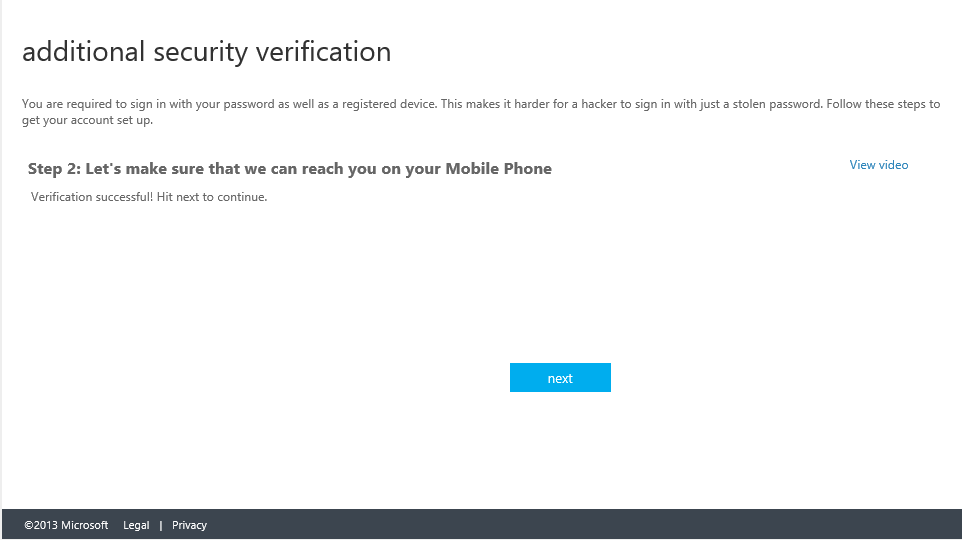 additional security verification
You are required to sign in with your password as well as a registered device. This makes it harder for a hacker to sign in with just a stolen password. Follow these steps to
get your account set up.
Step 2: Let's make sure that we can reach you on your Mobile Phone
View video
Verification successful! Hit next to continue.
next
©2013 Microsoft Legal | Privacy